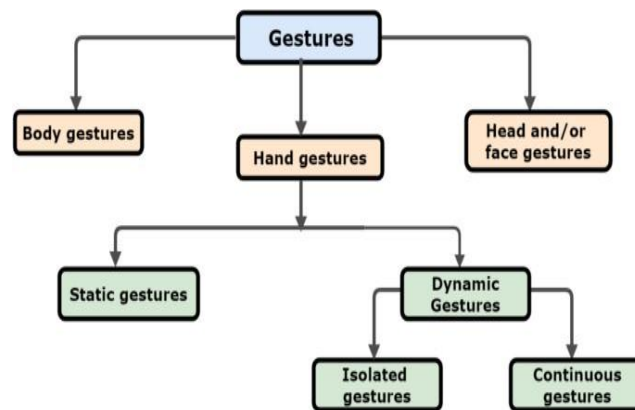 Gestures
Body gestures
Hand gestures
Head and/or
face gestures
Static gestures
Dynamic
Gestures
Isolated
gestures
Continuous
gestures